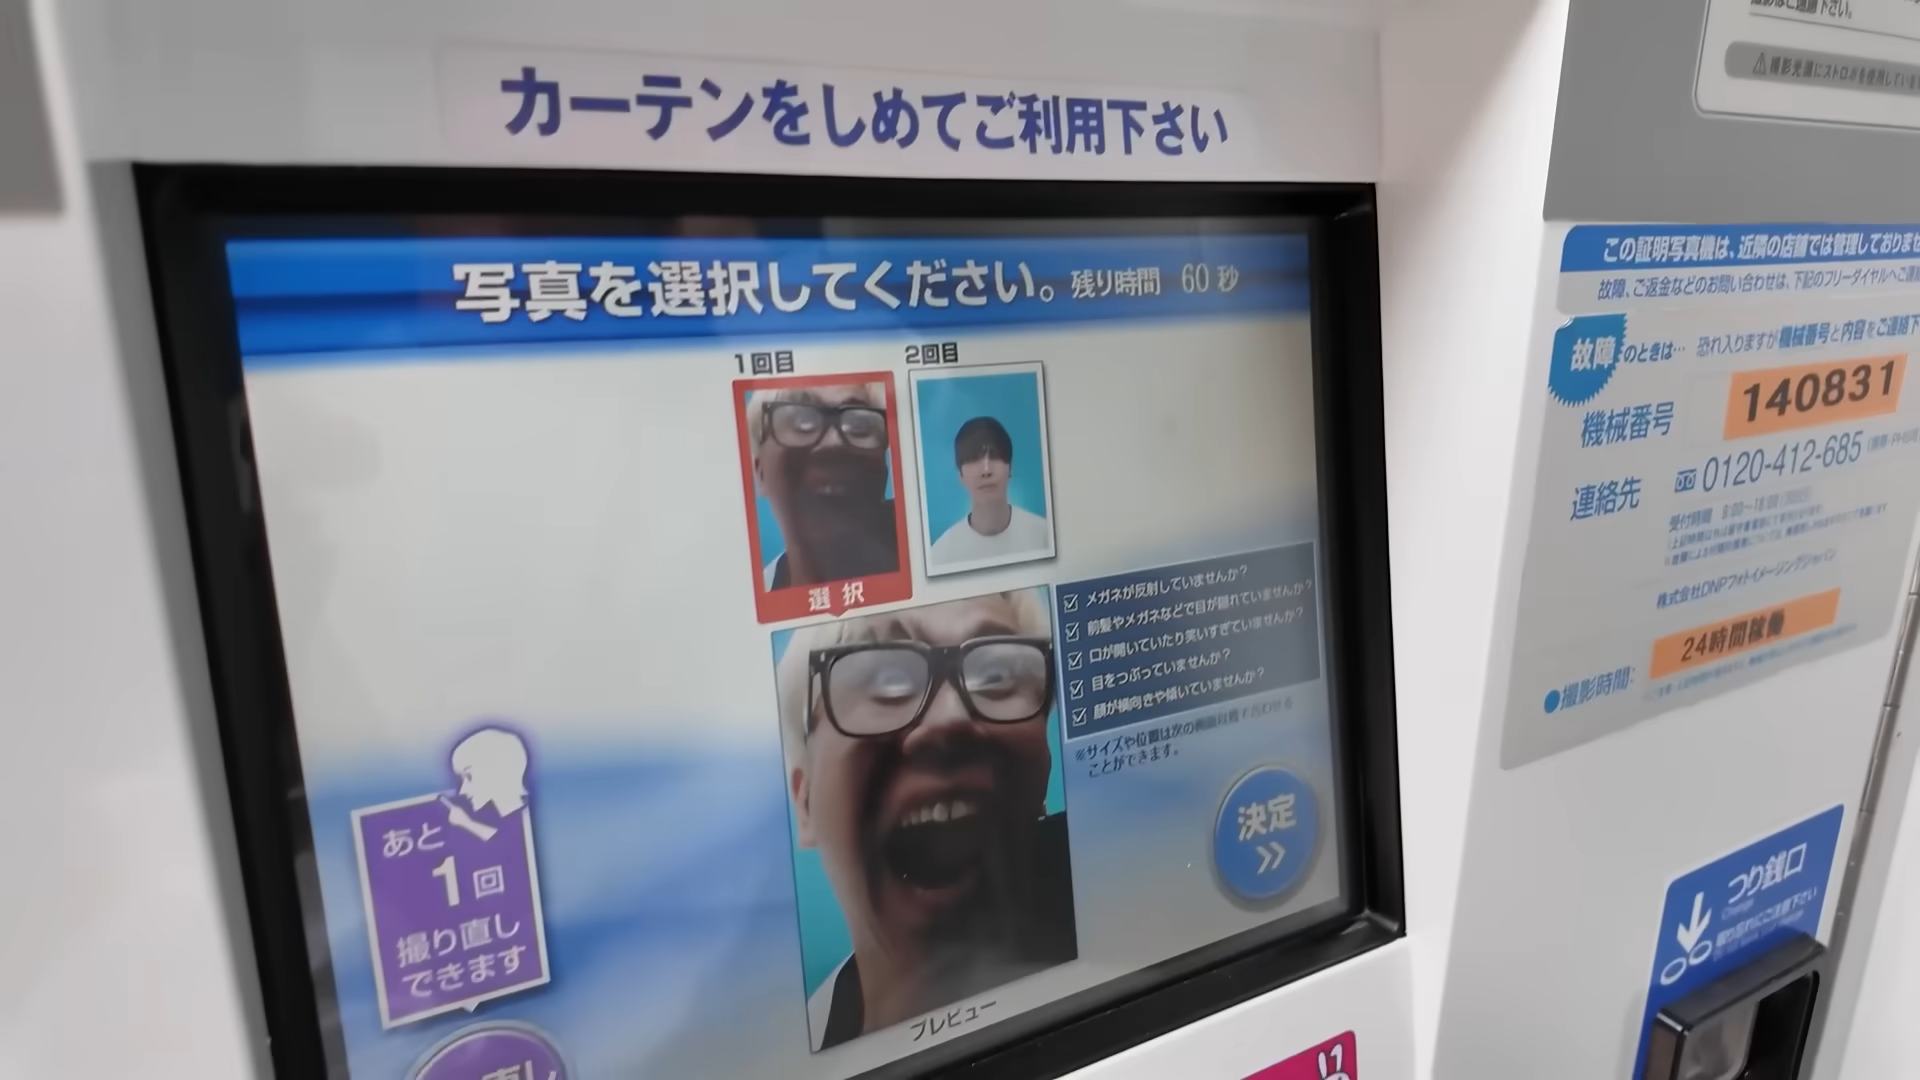 カーテンをしめてご利用下さい
写真を選択してください。残り時間 60 秒
1回目
2回目
選択
メガネが反射していませんか?
前髪やメガネなどで目が隠れていませんか?
口が開いていたり笑いすぎていませんか?
目をつぶっていませんか?
顔が横向きや傾いていませんか?
※サイズや位置は次の画面
ことができます。
決定
あと
1回
撮り直し
できます
プレビュー
この証明写真機は、近隣の店舗では管理しておりませ
故障、ご返金などのお問い合わせは、下記のフリーダイヤルへご連絡
故障のときは… 恐れ入りますが機械番号と内容をご連絡下
機械番号
140831
連絡先
0120-412-685
受付時間
株式会社DNPフォトイメージングジャパン
●撮影時間:
24時間稼働
つり銭口